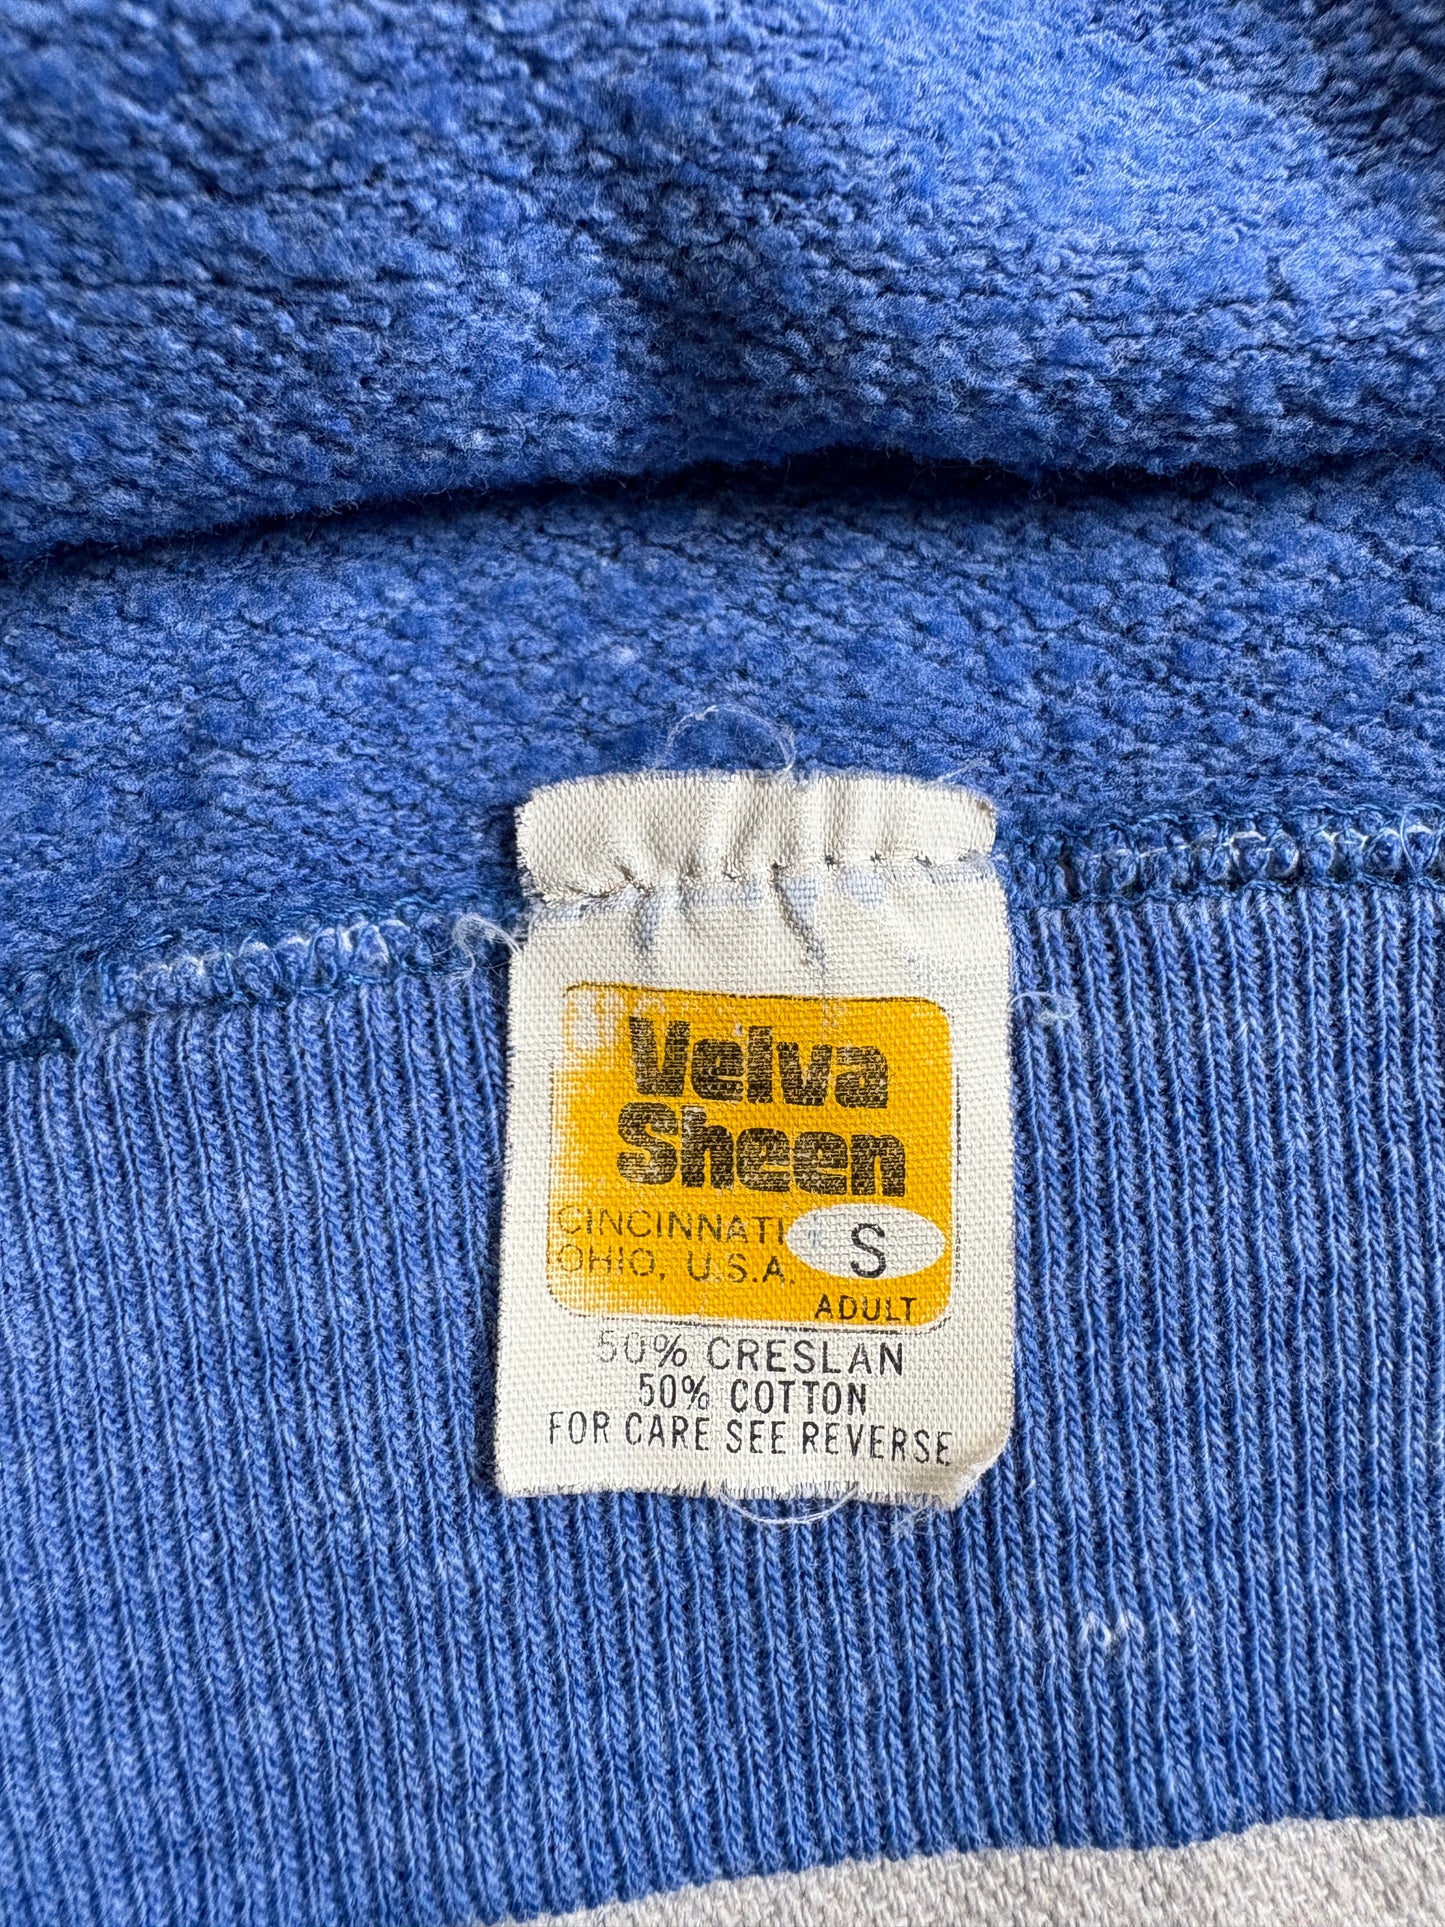 Velva
Sheen
CINCINNATI
OHIO, U.S.A.
S
ADULT
50% CRESLAN
50% COTTON
FOR CARE SEE REVERSE